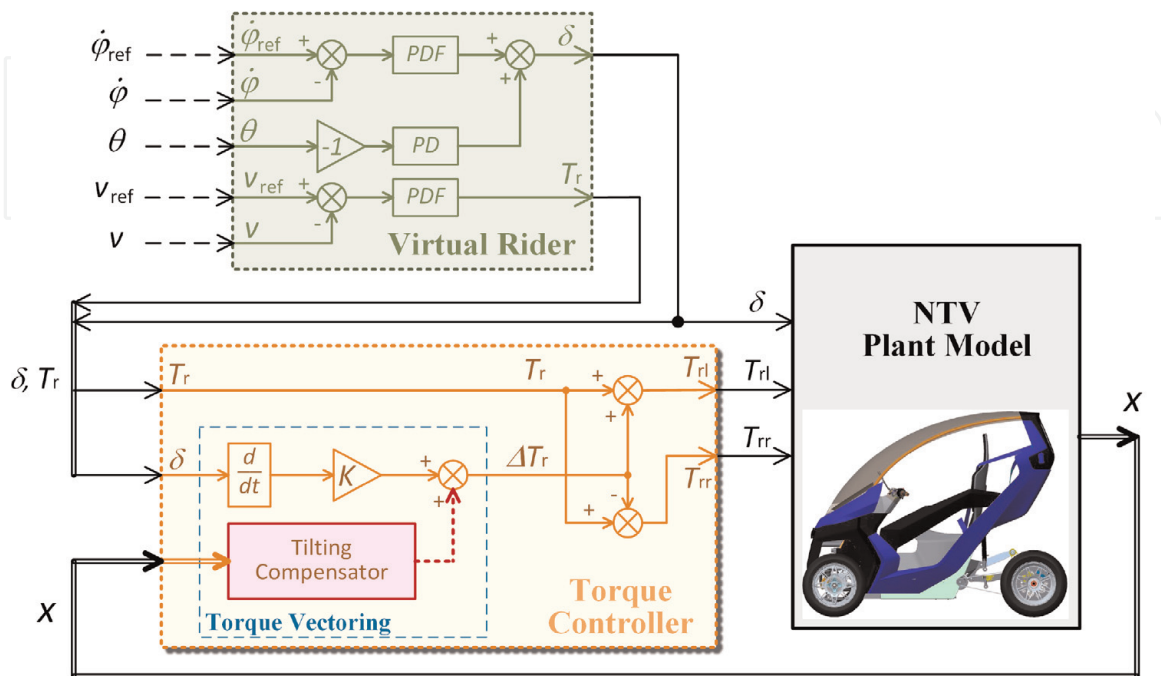 φ̇ref
φ̇ref
+
-
PDF
+
+
δ
φ̇
φ̇
θ
θ
-1
PD
vref
vref
+
-
PDF
Tr
v
v
Virtual Rider
δ
NTV
Plant Model
δ, Tr
Tr
Tr
+
+
Trl
Trl
X
δ
d
dt
K
+
+
ΔTr
-
+
Trr
Trr
Tilting
Compensator
X
Torque Vectoring
Torque
Controller